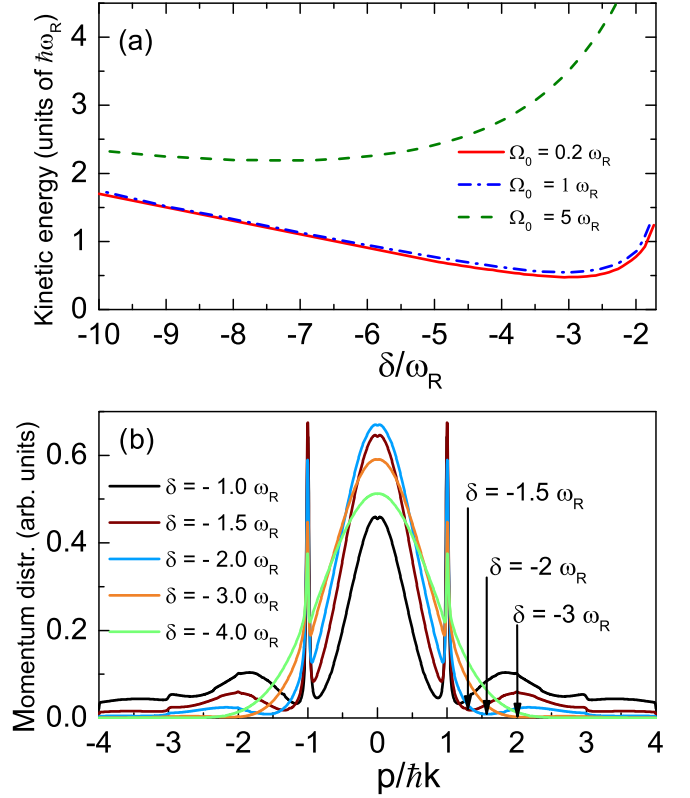 (a)
Kinetic energy (units of ℏω_R)
4
3
2
1
0
Ω_0 = 0.2 ω_R
Ω_0 = 1 ω_R
Ω_0 = 5 ω_R
-10 -9 -8 -7 -6 -5 -4 -3 -2
δ/ω_R
(b)
Momentum distr. (arb. units)
0.6
0.4
0.2
0.0
δ = - 1.0 ω_R
δ = - 1.5 ω_R
δ = - 2.0 ω_R
δ = - 3.0 ω_R
δ = - 4.0 ω_R
δ = -1.5 ω_R
δ = -2 ω_R
δ = -3 ω_R
-4 -3 -2 -1 0 1 2 3 4
p/ℏk